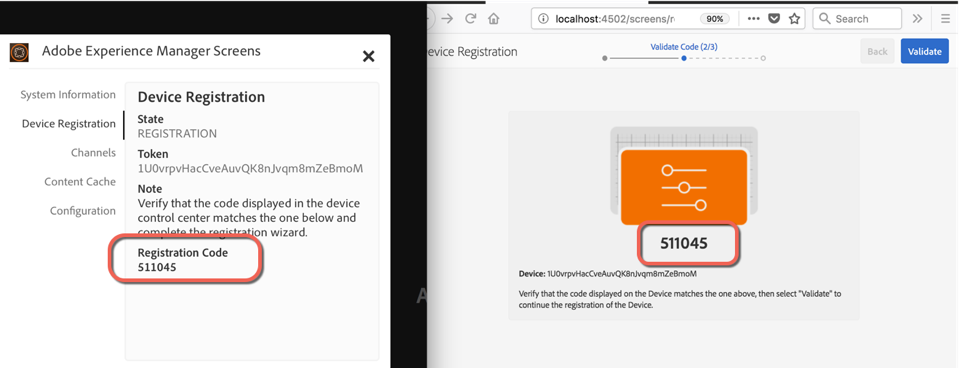 Adobe Experience Manager Screens
System Information
Device Registration
Channels
Content Cache
Configuration
Device Registration
State
REGISTRATION
Token
1U0vrpvHacCveAuvQK8nJvqm8mZeBmoM
Note
Verify that the code displayed in the device
control center matches the one below and
complete the registration wizard.
Registration Code
511045
localhost:4502/screens/r
90%
Search
evice Registration
Validate Code (2/3)
Back
Validate
511045
Device: 1U0vrpvHacCveAuvQK8nJvqm8mZeBmoM
Verify that the code displayed on the Device matches the one above, then select "Validate" to
continue the registration of the Device.